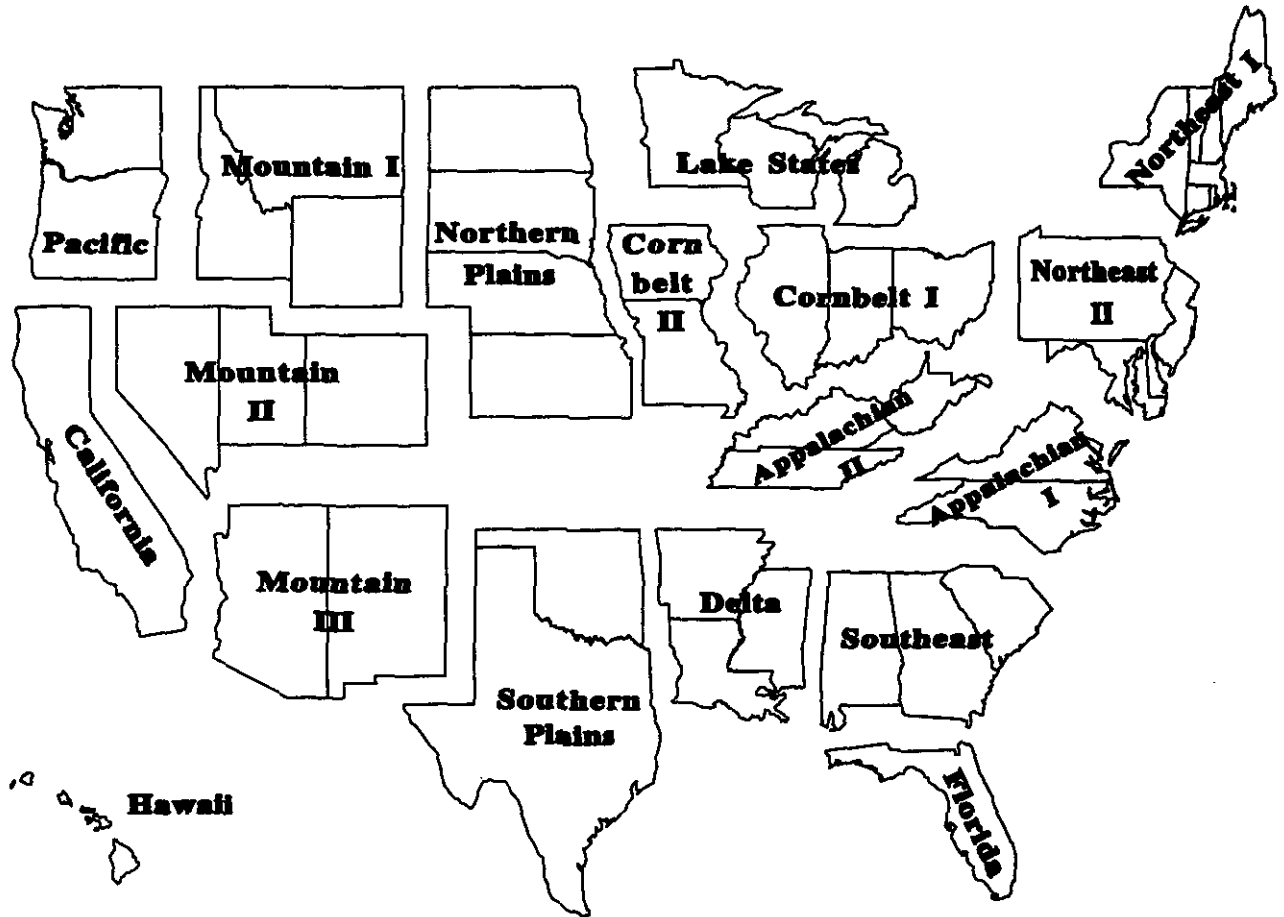 Northeast I
Mountain I
Lake States
Pacific
Northern
Plains
Corn
belt
II
Cornbelt I
Northeast
II
Mountain
II
California
Appalachian
II
Appalachian
I
Mountain
III
Delta
Southeast
Southern
Plains
Hawaii
Florida